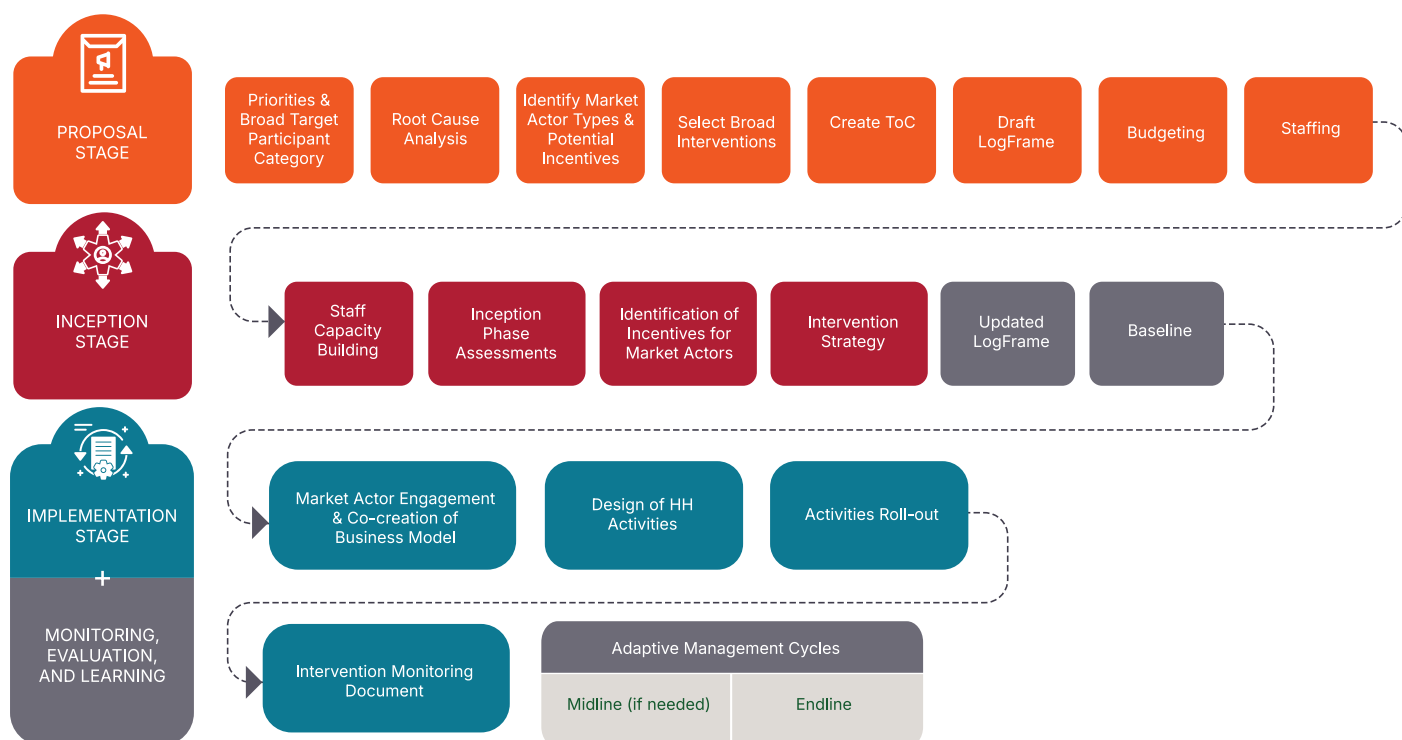 PROPOSAL
STAGE
Priorities &
Broad Target
Participant
Category
Root Cause
Analysis
Identify Market
Actor Types &
Potential
Incentives
Select Broad
Interventions
Create ToC
Draft
LogFrame
Budgeting
Staffing
INCEPTION
STAGE
Staff
Capacity
Building
Inception
Phase
Assessments
Identification of
Incentives for
Market Actors
Intervention
Strategy
Updated
LogFrame
Baseline
IMPLEMENTATION
STAGE
+
MONITORING,
EVALUATION,
AND LEARNING
Market Actor Engagement
& Co-creation of
Business Model
Design of HH
Activities
Activities Roll-out
Intervention Monitoring
Document
Adaptive Management Cycles
Midline (if needed)
Endline